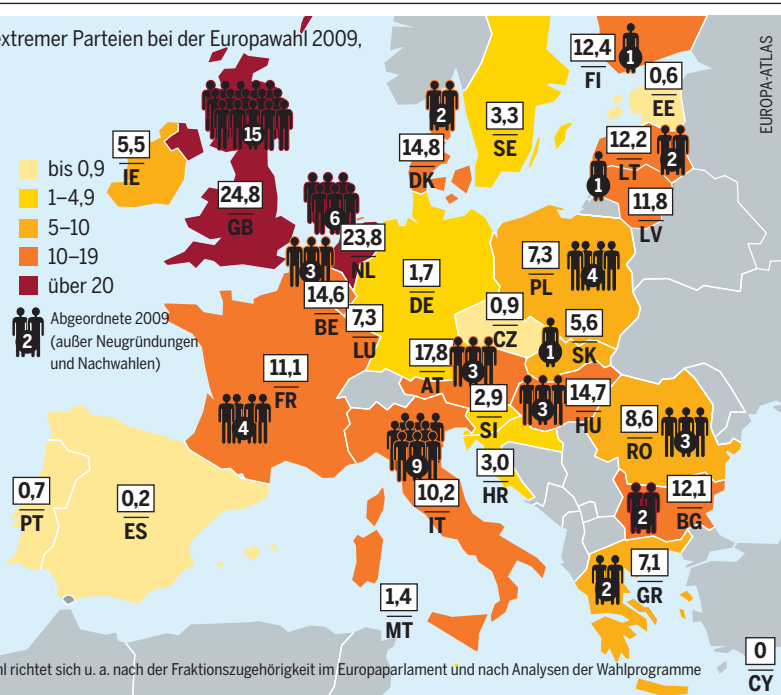 extremer Parteien bei der Europawahl 2009,
EUROPA-ATLAS
bis 0,9
1–4,9
5–10
10–19
über 20
2
Abgeordnete 2009
(außer Neugründungen
und Nachwahlen)
12,4
FI
1
0,6
EE
15
2
3,3
SE
5,5
IE
14,8
DK
12,2
LT
2
1
11,8
LV
24,8
GB
6
23,8
NL
3
14,6
BE
7,3
LU
1,7
DE
7,3
PL
4
0,9
CZ
5,6
SK
1
17,8
AT
3
11,1
FR
4
2,9
SI
3
14,7
HU
8,6
RO
3
9
10,2
IT
3,0
HR
0,7
PT
0,2
ES
2
12,1
BG
7,1
GR
2
1,4
MT
0
CY
hl richtet sich u. a. nach der Fraktionszugehörigkeit im Europaparlament und nach Analysen der Wahlprogramme